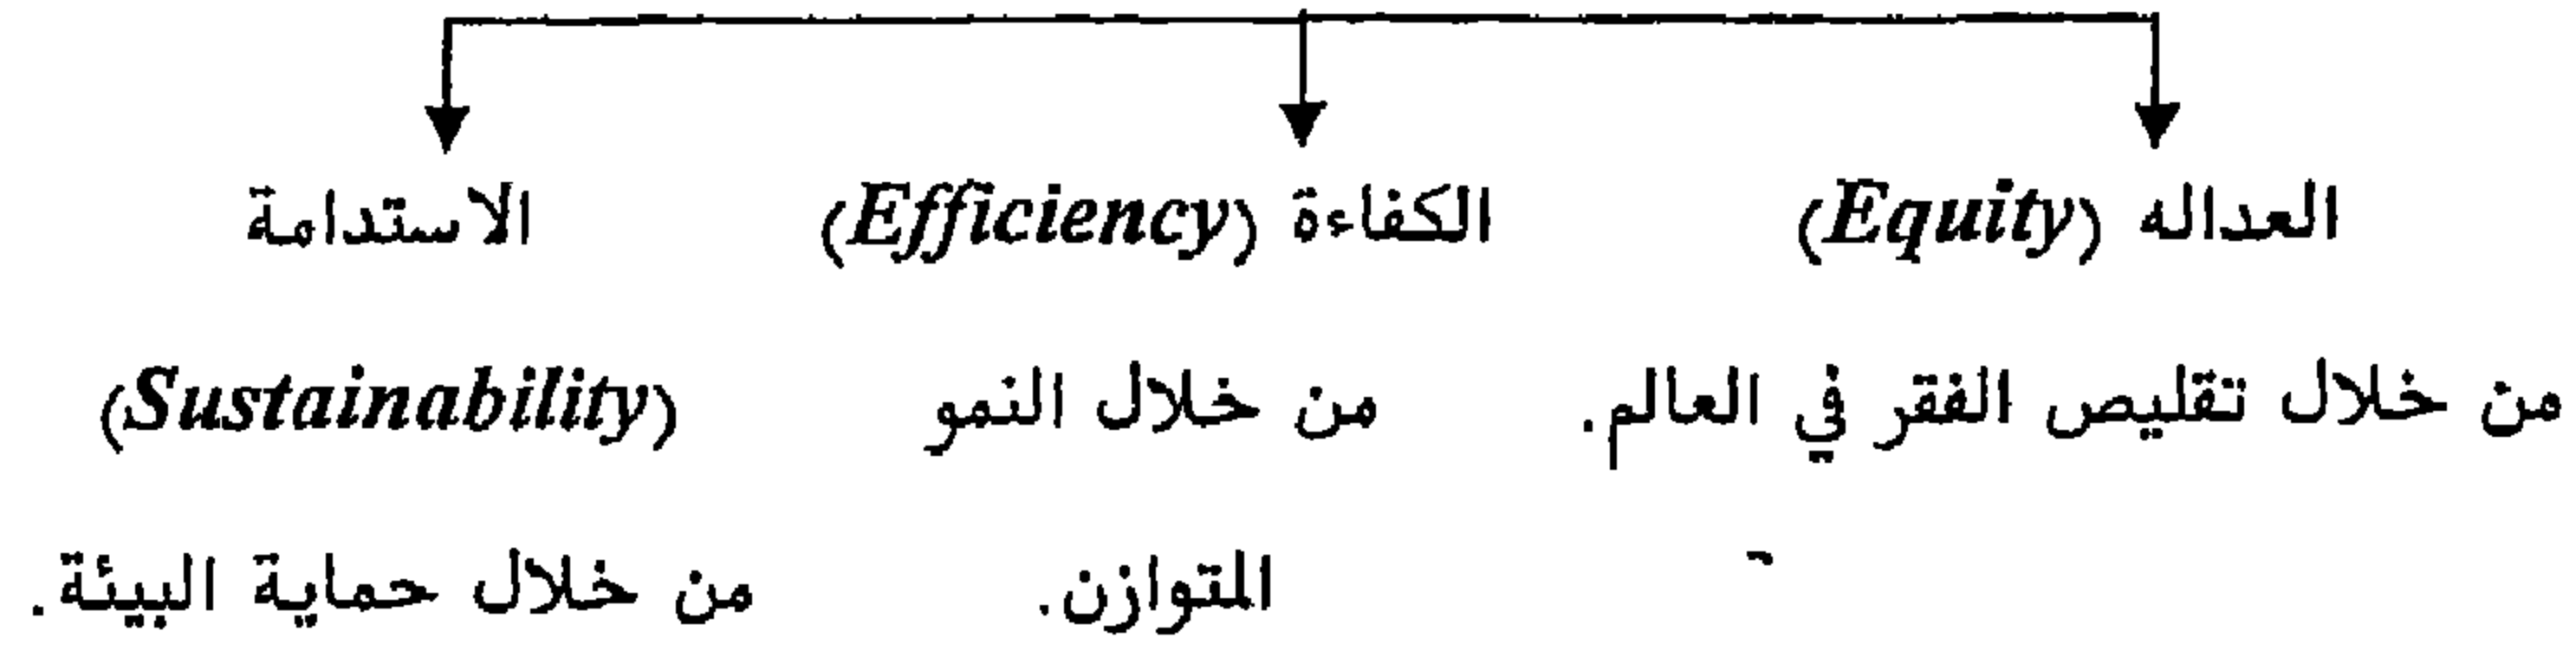 العداله (Equity)
من خلال تقليص الفقر في العالم.
الكفاءة (Efficiency)
من خلال النمو
المتوازن.
الاستدامة
(Sustainability)
من خلال حماية البيئة.